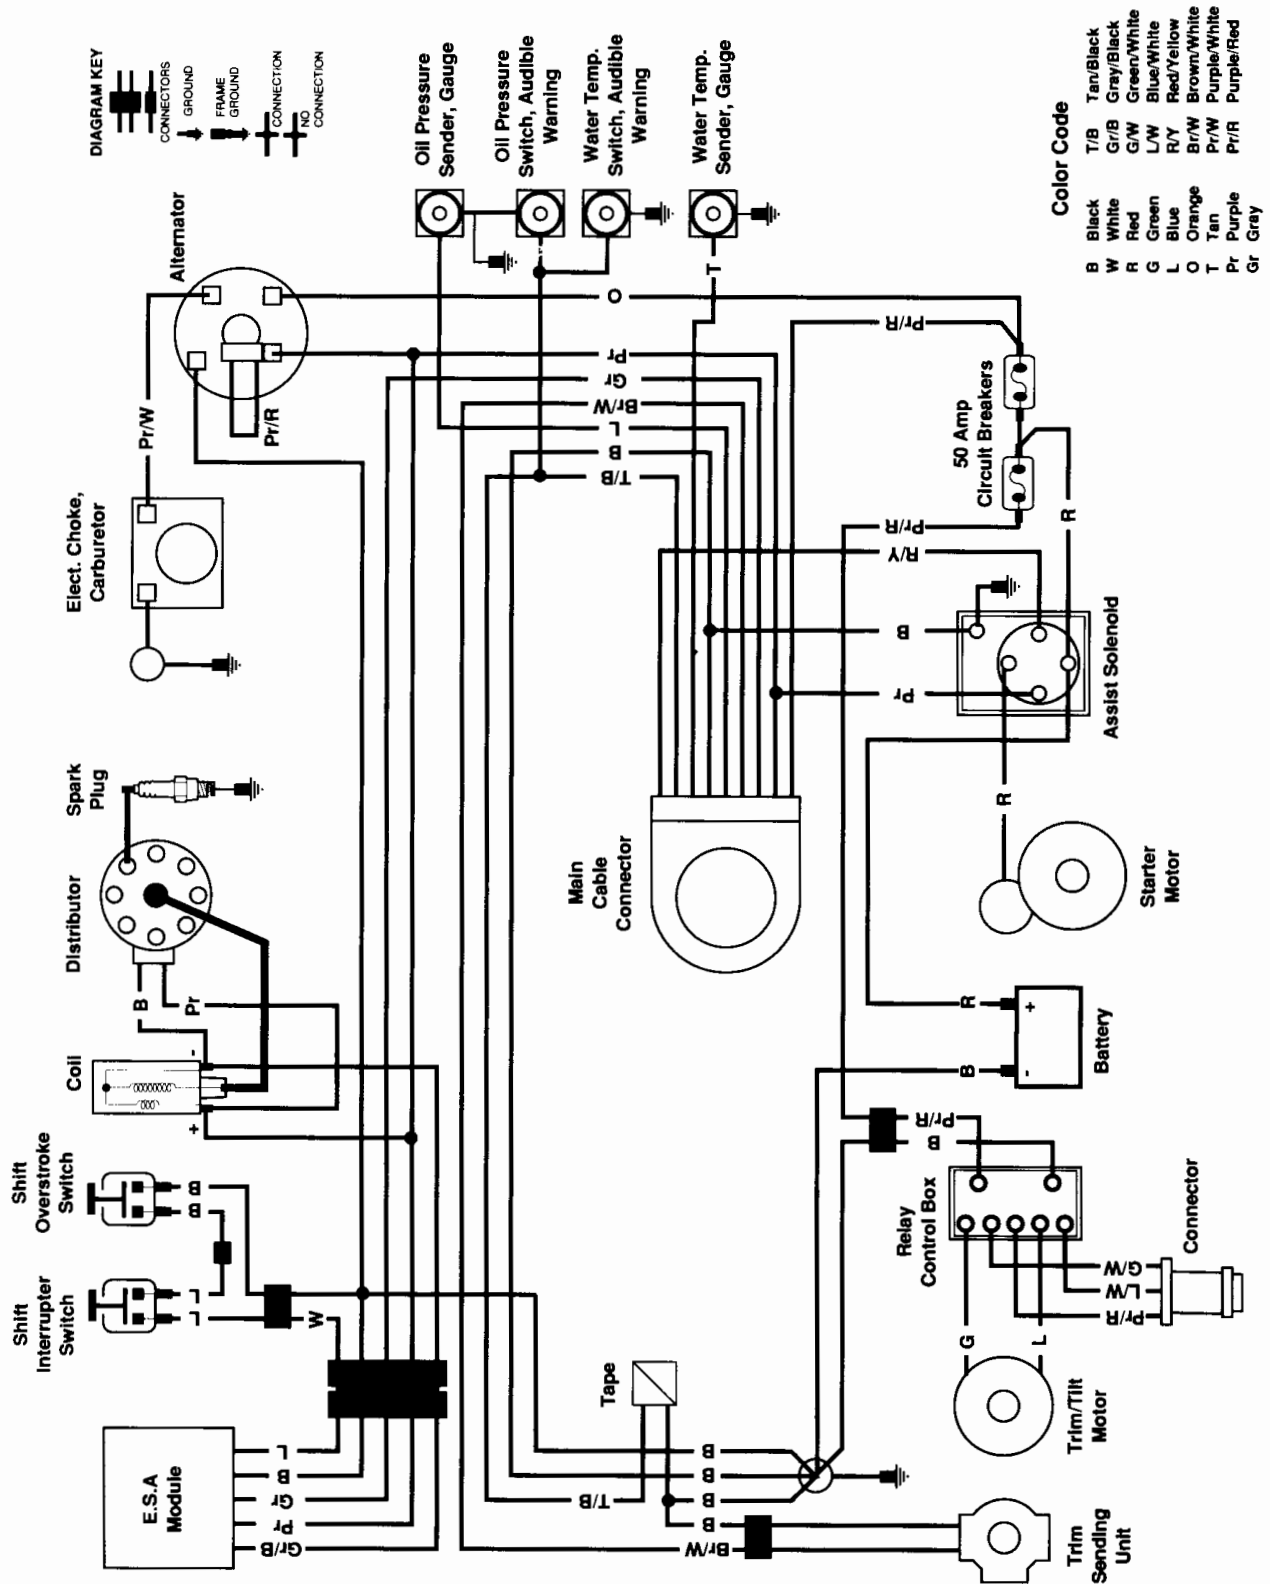 DIAGRAM KEY
CONNECTORS
GROUND
FRAME
GROUND
CONNECTION
NO
CONNECTION
Oil Pressure
Sender, Gauge
Oil Pressure
Switch, Audible
Warning
Water Temp.
Switch, Audible
Warning
Water Temp.
Sender, Gauge
Color Code
B Black T/B Tan/Black
W White Gr/B Gray/Black
R Red G/W Green/White
G Green L/W Blue/White
L Blue R/Y Red/Yellow
O Orange Br/W Brown/White
T Tan Pr/W Purple/White
Pr Purple Pr/R Purple/Red
Gr Gray
Alternator
Pr/W
Pr/R
Elect. Choke,
Carburetor
T
O
Pr/R
Pr
Gr
Br/W
L
B
T/B
50 Amp
Circuit Breakers
Pr/R
R
R/Y
B
Pr
Assist Solenoid
Spark
Plug
Distributor
B
Pr
Main
Cable
Connector
R
Starter
Motor
Coil
-
+
R
B
+
-
Battery
Shift
Overstroke
Switch
B
B
Shift
Interrupter
Switch
L
L
W
Pr/R
B
Relay
Control Box
Connector
G/W
L/W
Pr/R
G
L
Trim/Tilt
Motor
Tape
E.S.A
Module
L
B
Gr
Pr
Gr/B
T/B
B
B
B
B
Br/W
Trim
Sending
Unit